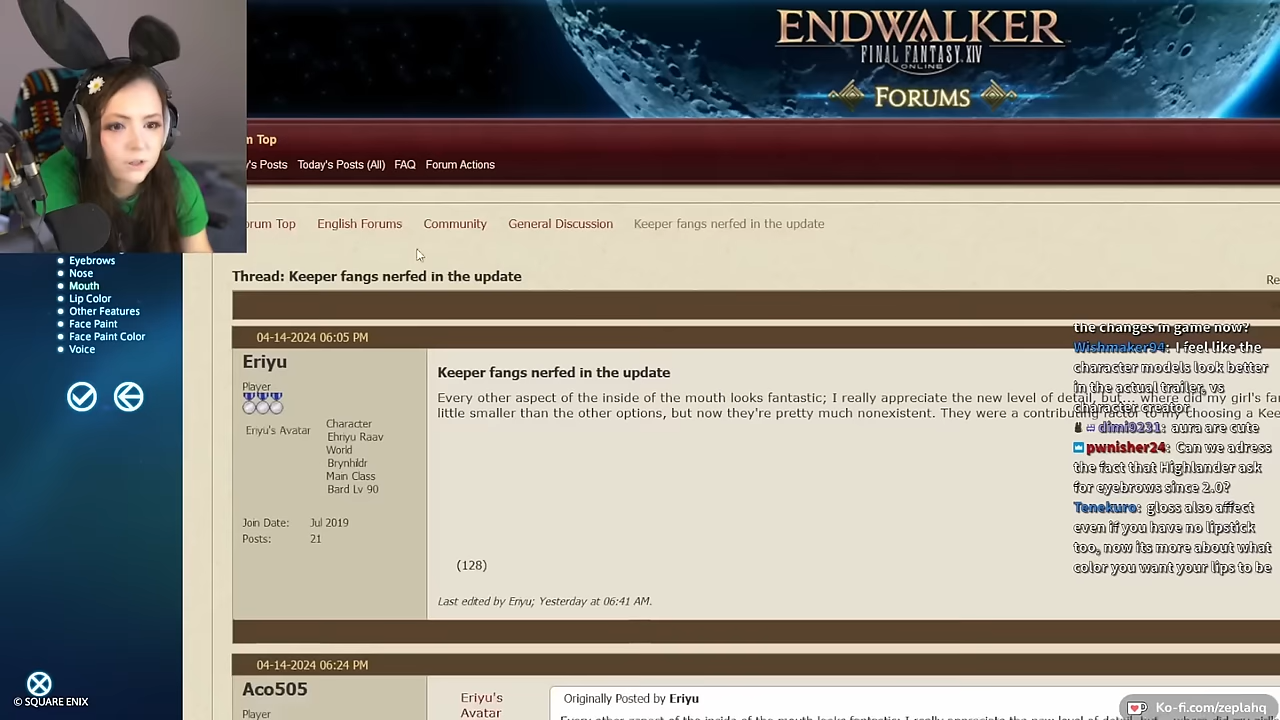 ENDWALKER
FINAL FANTASY XIV
ONLINE
FORUMS
Top
's Posts Today's Posts (All) FAQ Forum Actions
orum Top English Forums Community General Discussion Keeper fangs nerfed in the update
Thread: Keeper fangs nerfed in the update
Re
Eyebrows
Nose
Mouth
Lip Color
Other Features
Face Paint
Face Paint Color
Voice
© SQUARE ENIX
04-14-2024 06:05 PM
Eriyu
Player
Eriyu's Avatar
Character
Ehriyu Raav
World
Brynhildr
Main Class
Bard Lv 90
Join Date: Jul 2019
Posts: 21
Keeper fangs nerfed in the update
Every other aspect of the inside of the mouth looks fantastic; I really appreciate the new level of detail, but... where did my girl's fa
little smaller than the other options, but now they're pretty much nonexistent. They were a contributing factor to my choosing a Kee
(128)
Last edited by Eriyu; Yesterday at 06:41 AM.
04-14-2024 06:24 PM
Aco505
Player
Eriyu's
Avatar
Originally Posted by Eriyu
the changes in game now?
Wishmaker94: I feel like the
character models look better
in the actual trailer, vs
character creator
dimi9231: aura are cute
pwnisher24: Can we adress
the fact that Highlander ask
for eyebrows since 2.0?
Tenekuro: gloss also affect
even if you have no lipstick
too, now its more about what
color you want your lips to be
Ko-fi.com/zeplahq